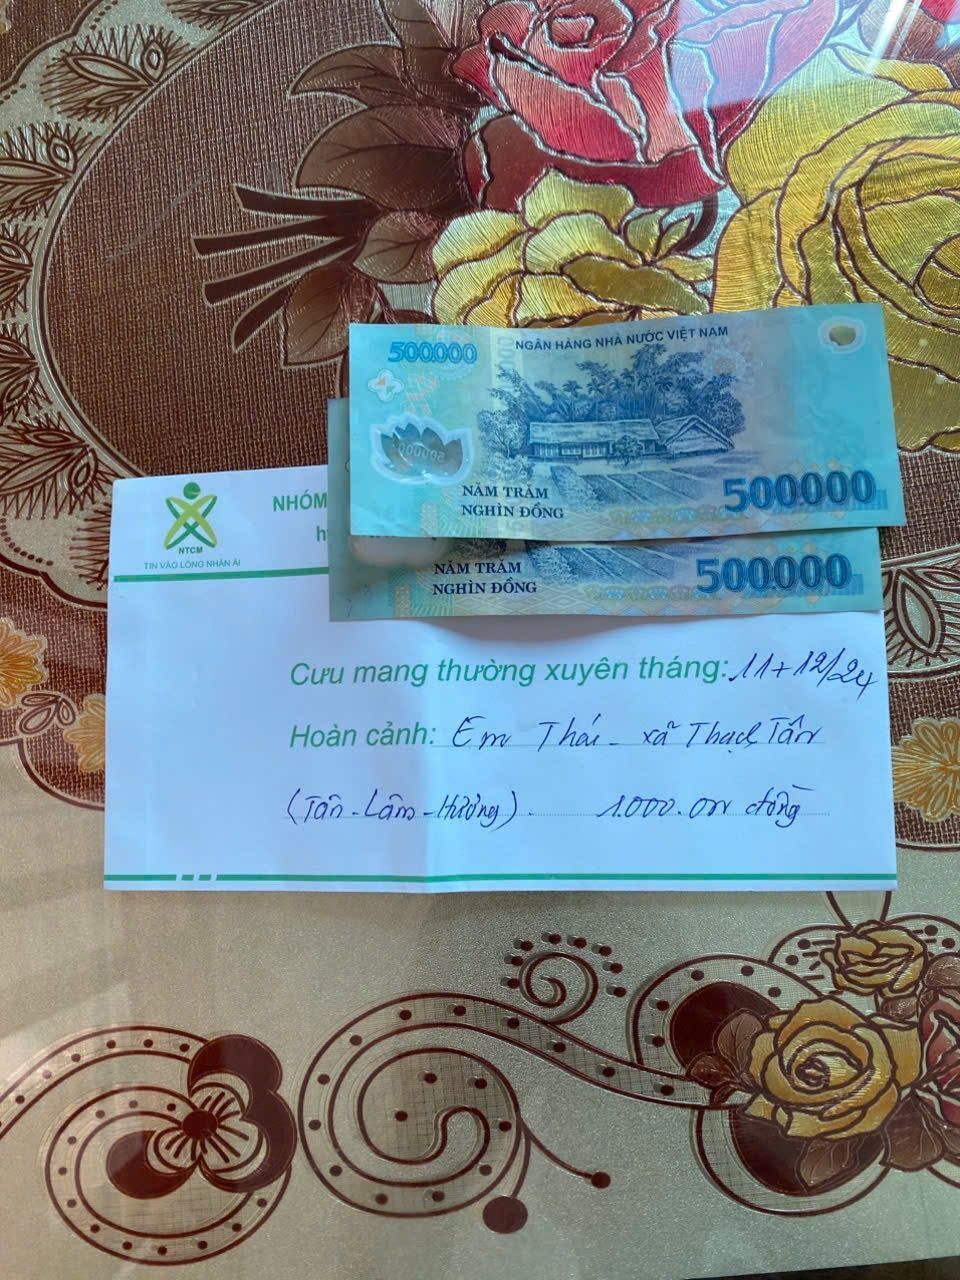 NGÂN HÀNG NHÀ NƯỚC VIỆT NAM
500.000
NĂM TRĂM
NGHÌN ĐỒNG
500000
NĂM TRĂM
NGHÌN ĐỒNG
500000
NHÓM
NTCM
TIN VÀO LÒNG NHÂN ÁI
Cưu mang thường xuyên tháng: 11+12/24
Hoàn cảnh: Em Thái - xã Thạch Tân
(Tân - Lâm - Hương). 1.000.000 đồng